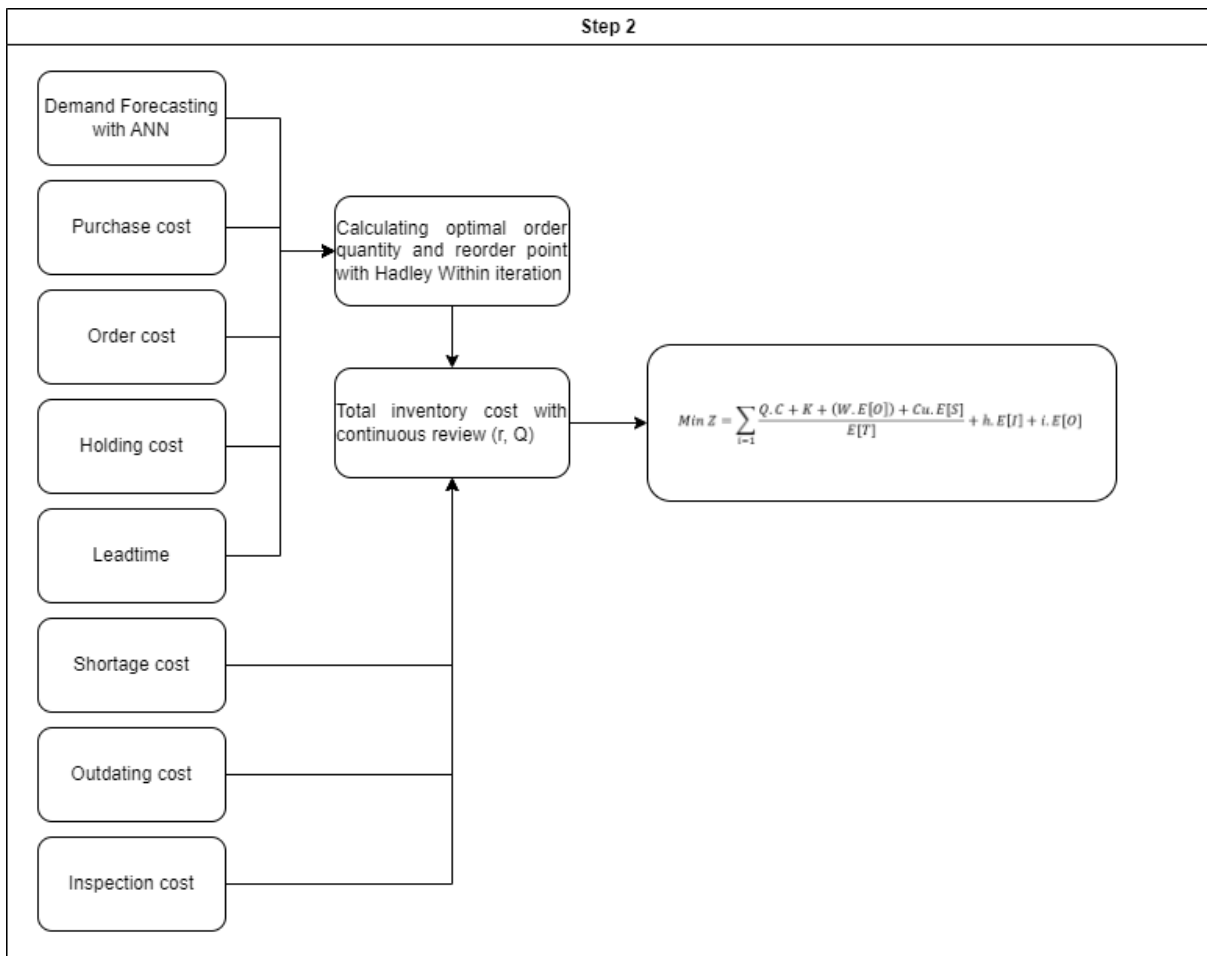 Step 2
Demand Forecasting
with ANN
Purchase cost
Order cost
Holding cost
Leadtime
Shortage cost
Outdating cost
Inspection cost
Calculating optimal order
quantity and reorder point
with Hadley Within iteration
Total inventory cost with
continuous review (r, Q)
Min Z = ∑ i=1 (Q.C + K + (W.E[O]) + Cu.E[S]) / E[T] + h.E[I] + i.E[O]